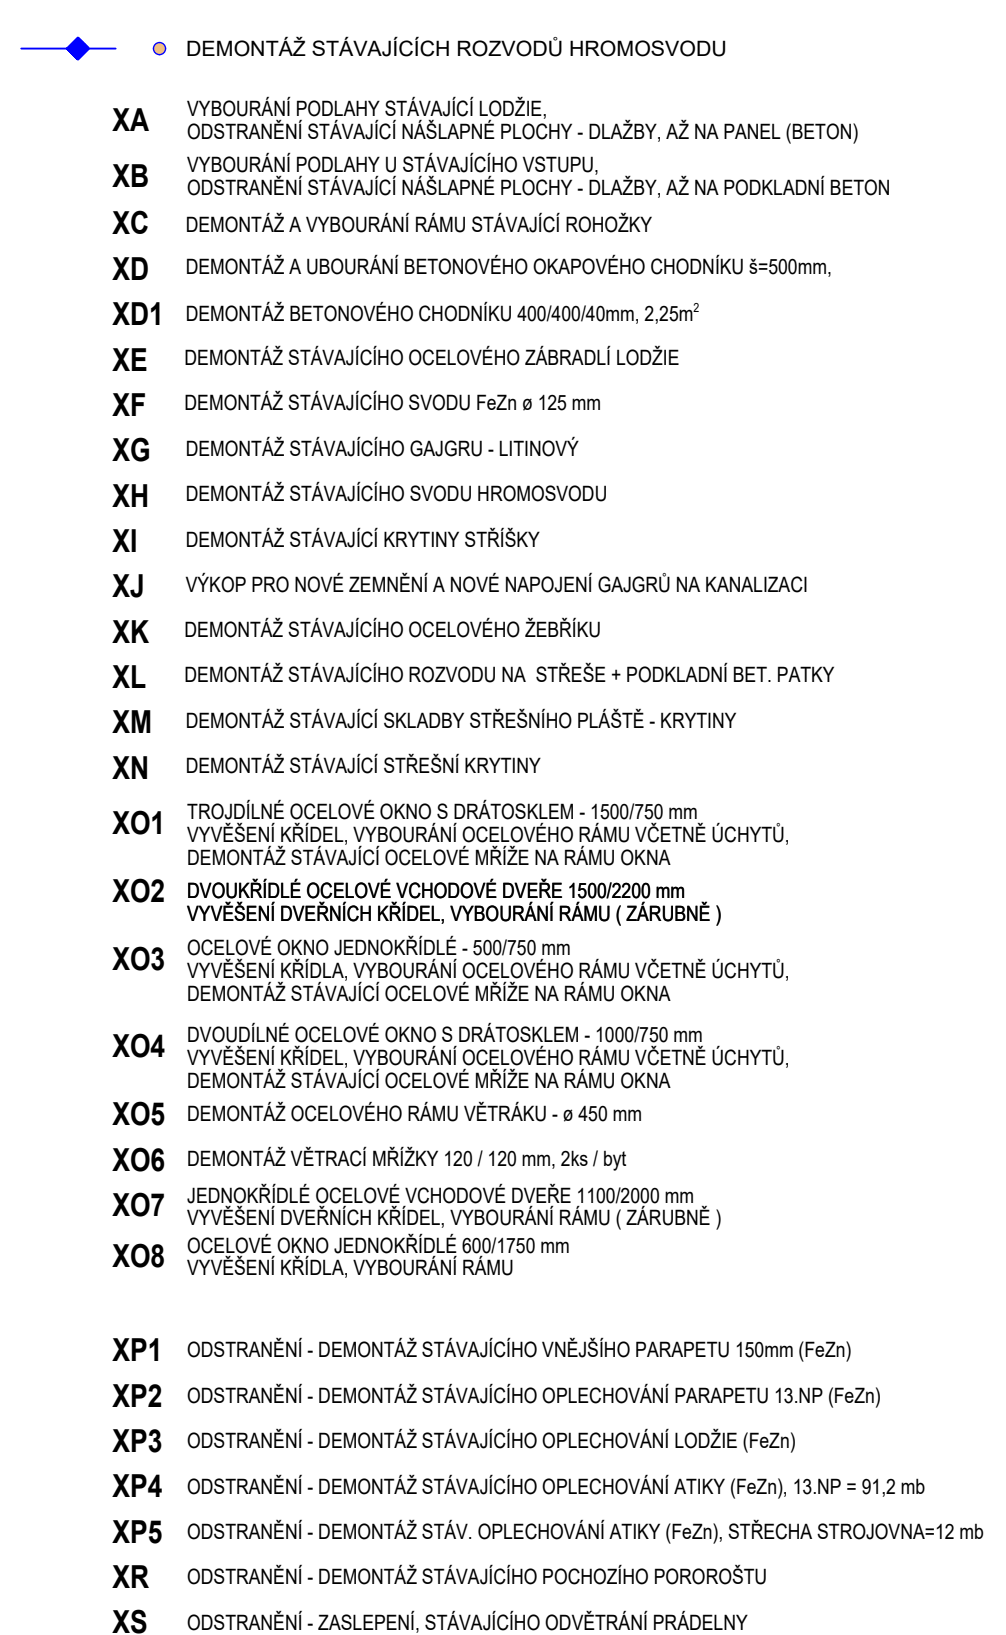 DEMONTÁŽ STÁVAJÍCÍCH ROZVODŮ HROMOSVODU
XA VYBOURÁNÍ PODLAHY STÁVAJÍCÍ LODŽIE,
ODSTRANĚNÍ STÁVAJÍCÍ NÁŠLAPNÉ PLOCHY - DLAŽBY, AŽ NA PANEL (BETON)
XB VYBOURÁNÍ PODLAHY U STÁVAJÍCÍHO VSTUPU,
ODSTRANĚNÍ STÁVAJÍCÍ NÁŠLAPNÉ PLOCHY - DLAŽBY, AŽ NA PODKLADNÍ BETON
XC DEMONTÁŽ A VYBOURÁNÍ RÁMU STÁVAJÍCÍ ROHOŽKY
XD DEMONTÁŽ A UBOURÁNÍ BETONOVÉHO OKAPOVÉHO CHODNÍKU š=500mm,
XD1 DEMONTÁŽ BETONOVÉHO CHODNÍKU 400/400/40mm, 2,25m²
XE DEMONTÁŽ STÁVAJÍCÍHO OCELOVÉHO ZÁBRADLÍ LODŽIE
XF DEMONTÁŽ STÁVAJÍCÍHO SVODU FeZn ø 125 mm
XG DEMONTÁŽ STÁVAJÍCÍHO GAJGRU - LITINOVÝ
XH DEMONTÁŽ STÁVAJÍCÍHO SVODU HROMOSVODU
XI DEMONTÁŽ STÁVAJÍCÍ KRYTINY STŘÍŠKY
XJ VÝKOP PRO NOVÉ ZEMNĚNÍ A NOVÉ NAPOJENÍ GAJGRŮ NA KANALIZACI
XK DEMONTÁŽ STÁVAJÍCÍHO OCELOVÉHO ŽEBŘÍKU
XL DEMONTÁŽ STÁVAJÍCÍHO ROZVODU NA STŘEŠE + PODKLADNÍ BET. PATKY
XM DEMONTÁŽ STÁVAJÍCÍ SKLADBY STŘEŠNÍHO PLÁŠTĚ - KRYTINY
XN DEMONTÁŽ STÁVAJÍCÍ STŘEŠNÍ KRYTINY
XO1 TROJDÍLNÉ OCELOVÉ OKNO S DRÁTOSKLEM - 1500/750 mm
VYVĚŠENÍ KŘÍDEL, VYBOURÁNÍ OCELOVÉHO RÁMU VČETNĚ ÚCHYTŮ,
DEMONTÁŽ STÁVAJÍCÍ OCELOVÉ MŘÍŽE NA RÁMU OKNA
XO2 DVOUKŘÍDLÉ OCELOVÉ VCHODOVÉ DVEŘE 1500/2200 mm
VYVĚŠENÍ DVEŘNÍCH KŘÍDEL, VYBOURÁNÍ RÁMU ( ZÁRUBNĚ )
XO3 OCELOVÉ OKNO JEDNOKŘÍDLÉ - 500/750 mm
VYVĚŠENÍ KŘÍDLA, VYBOURÁNÍ OCELOVÉHO RÁMU VČETNĚ ÚCHYTŮ,
DEMONTÁŽ STÁVAJÍCÍ OCELOVÉ MŘÍŽE NA RÁMU OKNA
XO4 DVOUDÍLNÉ OCELOVÉ OKNO S DRÁTOSKLEM - 1000/750 mm
VYVĚŠENÍ KŘÍDEL, VYBOURÁNÍ OCELOVÉHO RÁMU VČETNĚ ÚCHYTŮ,
DEMONTÁŽ STÁVAJÍCÍ OCELOVÉ MŘÍŽE NA RÁMU OKNA
XO5 DEMONTÁŽ OCELOVÉHO RÁMU VĚTRÁKU - ø 450 mm
XO6 DEMONTÁŽ VĚTRACÍ MŘÍŽKY 120 / 120 mm, 2ks / byt
XO7 JEDNOKŘÍDLÉ OCELOVÉ VCHODOVÉ DVEŘE 1100/2000 mm
VYVĚŠENÍ DVEŘNÍCH KŘÍDEL, VYBOURÁNÍ RÁMU ( ZÁRUBNĚ )
XO8 OCELOVÉ OKNO JEDNOKŘÍDLÉ 600/1750 mm
VYVĚŠENÍ KŘÍDLA, VYBOURÁNÍ RÁMU
XP1 ODSTRANĚNÍ - DEMONTÁŽ STÁVAJÍCÍHO VNĚJŠÍHO PARAPETU 150mm (FeZn)
XP2 ODSTRANĚNÍ - DEMONTÁŽ STÁVAJÍCÍHO OPLECHOVÁNÍ PARAPETU 13.NP (FeZn)
XP3 ODSTRANĚNÍ - DEMONTÁŽ STÁVAJÍCÍHO OPLECHOVÁNÍ LODŽIE (FeZn)
XP4 ODSTRANĚNÍ - DEMONTÁŽ STÁVAJÍCÍHO OPLECHOVÁNÍ ATIKY (FeZn), 13.NP = 91,2 mb
XP5 ODSTRANĚNÍ - DEMONTÁŽ STÁV. OPLECHOVÁNÍ ATIKY (FeZn), STŘECHA STROJOVNA=12 mb
XR ODSTRANĚNÍ - DEMONTÁŽ STÁVAJÍCÍHO POCHOZÍHO POROROŠTU
XS ODSTRANĚNÍ - ZASLEPENÍ, STÁVAJÍCÍHO ODVĚTRÁNÍ PRÁDELNY